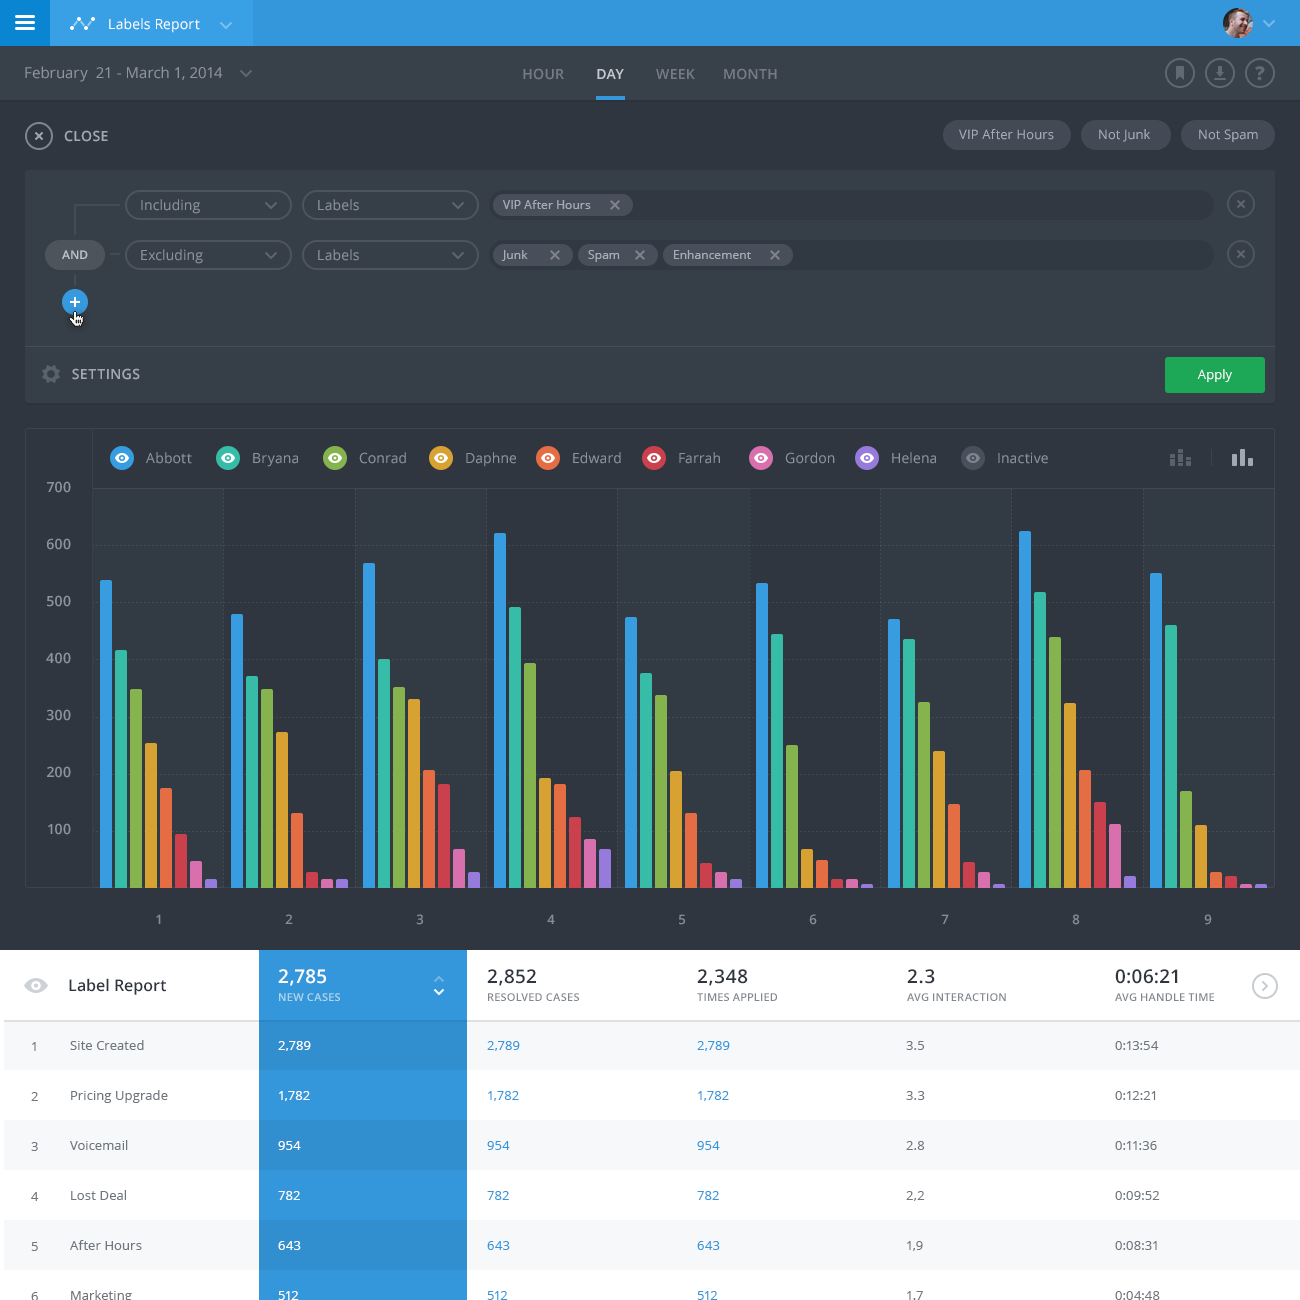 Labels Report
February 21 - March 1, 2014
HOUR DAY WEEK MONTH
?
CLOSE
VIP After Hours Not Junk Not Spam
Including Labels VIP After Hours
AND Excluding Labels Junk Spam Enhancement
SETTINGS Apply
Abbott Bryana Conrad Daphne Edward Farrah Gordon Helena Inactive
700
600
500
400
300
200
100
1 2 3 4 5 6 7 8 9
Label Report
2,785 2,852 2,348 2.3 0:06:21
NEW CASES RESOLVED CASES TIMES APPLIED AVG INTERACTION AVG HANDLE TIME
1 Site Created 2,789 2,789 2,789 3.5 0:13:54
2 Pricing Upgrade 1,782 1,782 1,782 3.3 0:12:21
3 Voicemail 954 954 954 2.8 0:11:36
4 Lost Deal 782 782 782 2,2 0:09:52
5 After Hours 643 643 643 1,9 0:08:31
6 Marketing 512 512 512 1.7 0:04:48